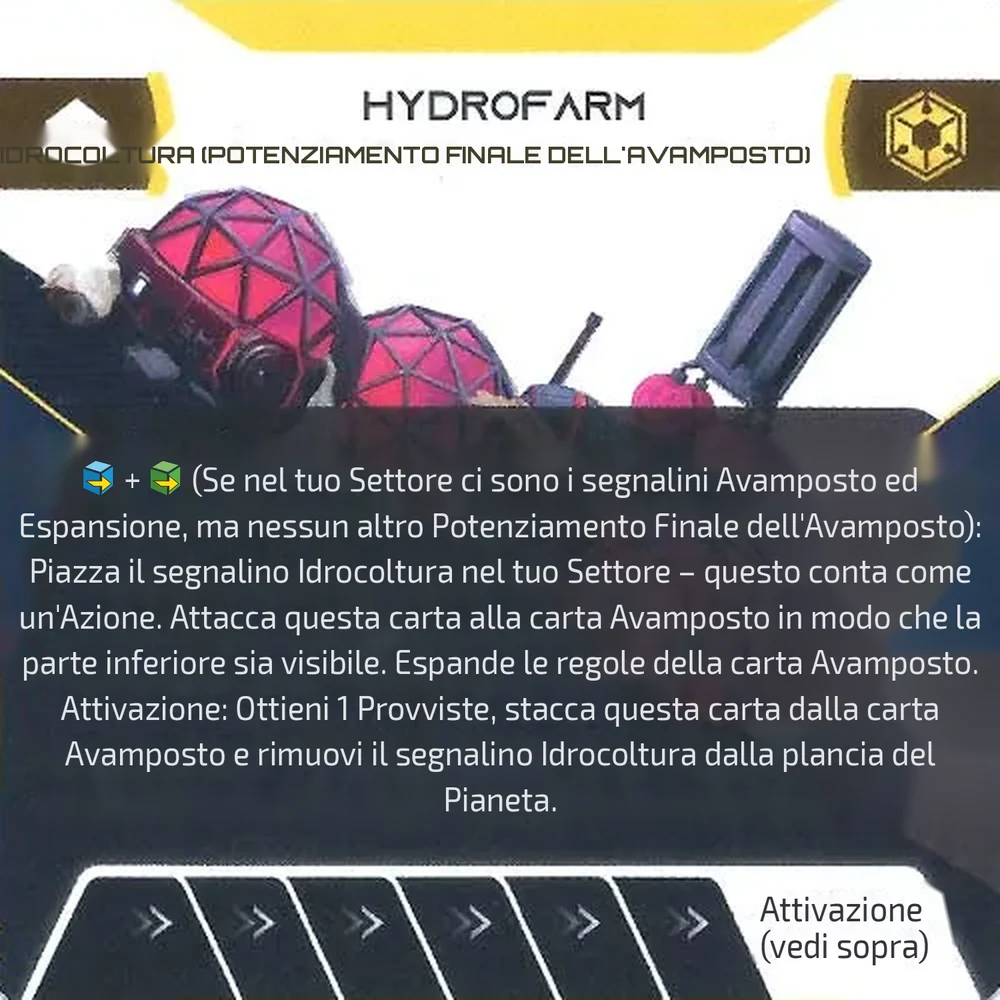 HYDROFARM
IDROCOLTURA (POTENZIAMENTO FINALE DELL'AVAMPOSTO)
+ (Se nel tuo Settore ci sono i segnalini Avamposto ed
Espansione, ma nessun altro Potenziamento Finale dell'Avamposto):
Piazza il segnalino Idrocoltura nel tuo Settore – questo conta come
un'Azione. Attacca questa carta alla carta Avamposto in modo che la
parte inferiore sia visibile. Espande le regole della carta Avamposto.
Attivazione: Ottieni 1 Provviste, stacca questa carta dalla carta
Avamposto e rimuovi il segnalino Idrocoltura dalla plancia del
Pianeta.
Attivazione
(vedi sopra)